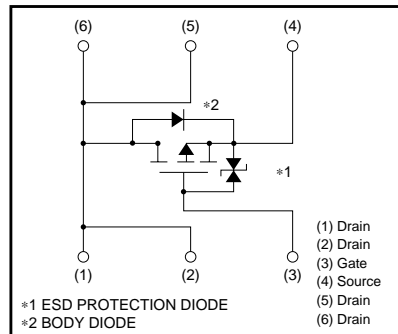 (6) (5) (4)
∗2
∗1
(1) Drain
(2) Drain
(3) Gate
(4) Source
(5) Drain
(6) Drain
(1) (2) (3)
∗1 ESD PROTECTION DIODE
∗2 BODY DIODE